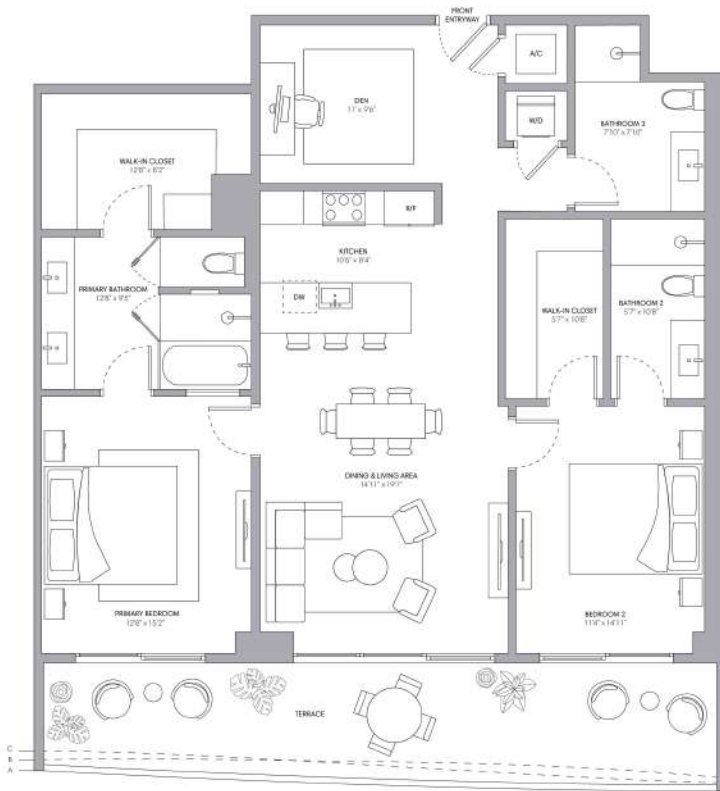 FRONT
ENTRYWAY
A/C
DEN
11' x 9'6"
W/D
BATHROOM 3
7'10" x 7'10"
WALK-IN CLOSET
12'8" x 8'2"
R/F
KITCHEN
10'6" x 8'4"
PRIMARY BATHROOM
12'8" x 9'5"
DW
WALK-IN CLOSET
5'7" x 10'8"
BATHROOM 2
5'7" x 10'8"
DINING & LIVING AREA
14'11" x 19'7"
PRIMARY BEDROOM
12'8" x 15'2"
BEDROOM 2
11'4" x 14'11"
TERRACE
C
B
A